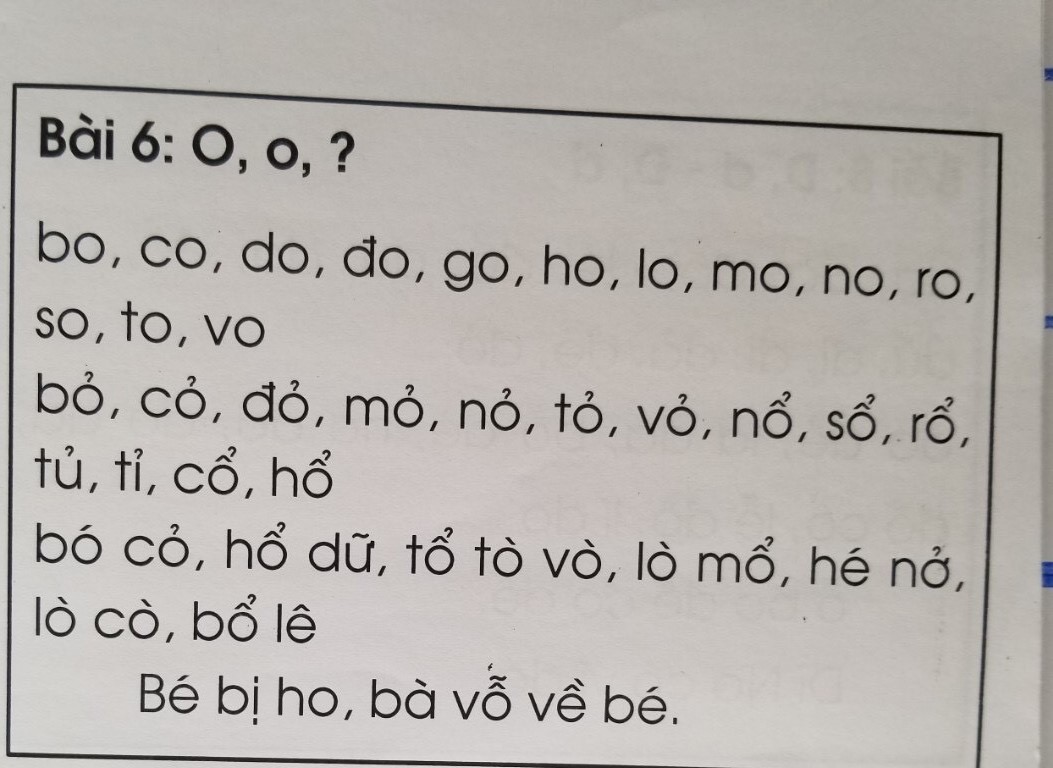 Bài 6: O, o, ?
bo, co, do, đo, go, ho, lo, mo, no, ro,
so, to, vo
bỏ, cỏ, đỏ, mỏ, nỏ, tỏ, vỏ, nổ, sổ, rổ,
tủ, tỉ, cổ, hổ
bó cỏ, hổ dữ, tổ tò vò, lò mổ, hé nở,
lò cò, bổ lê
Bé bị ho, bà vỗ về bé.